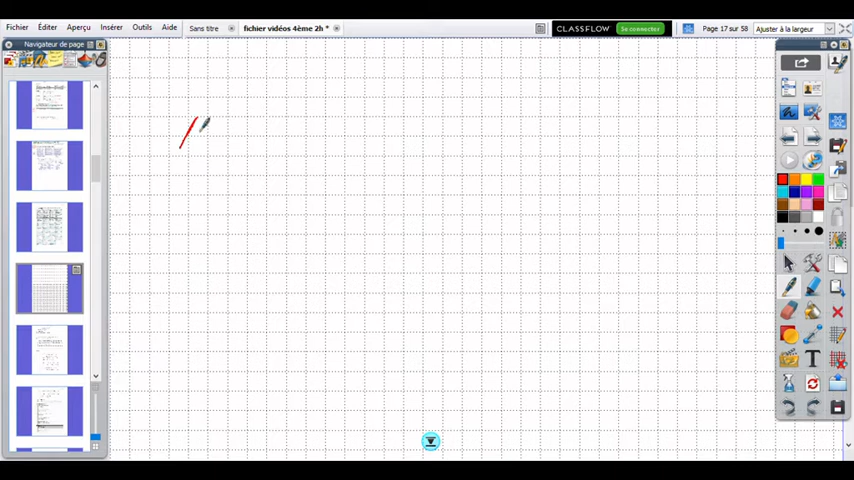 Fichier Éditer Aperçu Insérer Outils Aide
Sans titre
fichier vidéos 4ème 2h *
CLASSFLOW
Se connecter
Page 17 sur 58
Ajuster à la largeur
Navigateur de page
T